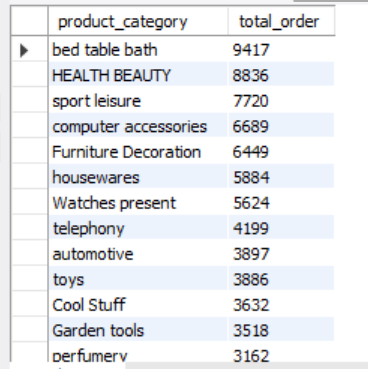 product_category total_order
bed table bath 9417
HEALTH BEAUTY 8836
sport leisure 7720
computer accessories 6689
Furniture Decoration 6449
housewares 5884
Watches present 5624
telephony 4199
automotive 3897
toys 3886
Cool Stuff 3632
Garden tools 3518
perfumery 3162